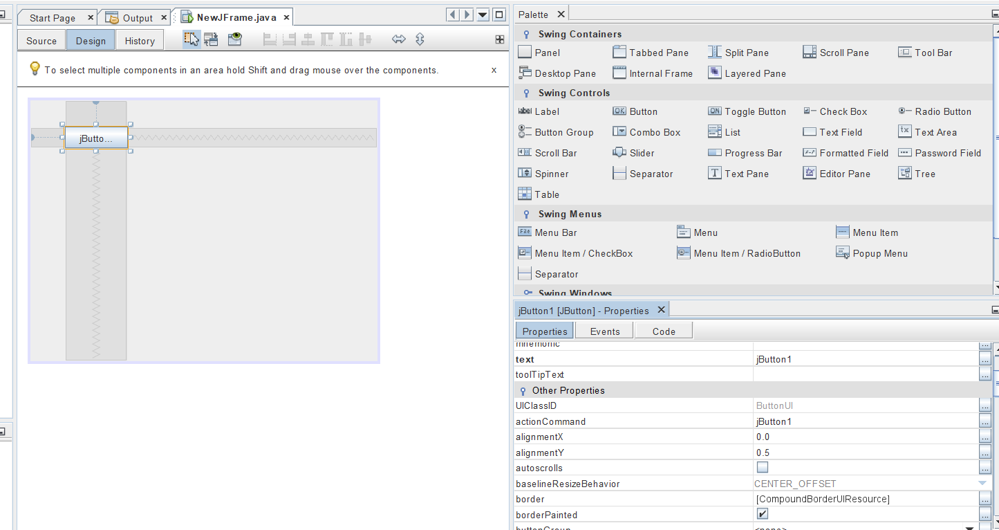 Start Page
Output
NewJFrame.java
Source
Design
History
To select multiple components in an area hold Shift and drag mouse over the components.
x
jButto...
Palette
Swing Containers
Panel Tabbed Pane Split Pane Scroll Pane Tool Bar
Desktop Pane Internal Frame Layered Pane
Swing Controls
label Label OK Button ON Toggle Button Check Box Radio Button
Button Group Combo Box List Text Field tx Text Area
Scroll Bar Slider Progress Bar Formatted Field Password Field
Spinner Separator T Text Pane Editor Pane Tree
Table
Swing Menus
File Menu Bar Menu Menu Item
Menu Item / CheckBox Menu Item / RadioButton Popup Menu
Separator
Swing Windows
jButton1 [JButton] - Properties
Properties Events Code
mnemonic ...
text jButton1 ...
toolTipText ...
Other Properties
UIClassID ButtonUI ...
actionCommand jButton1 ...
alignmentX 0.0 ...
alignmentY 0.5 ...
autoscrolls ...
baselineResizeBehavior CENTER_OFFSET
border [CompoundBorderUIResource] ...
borderPainted ...
buttonGroup <none>